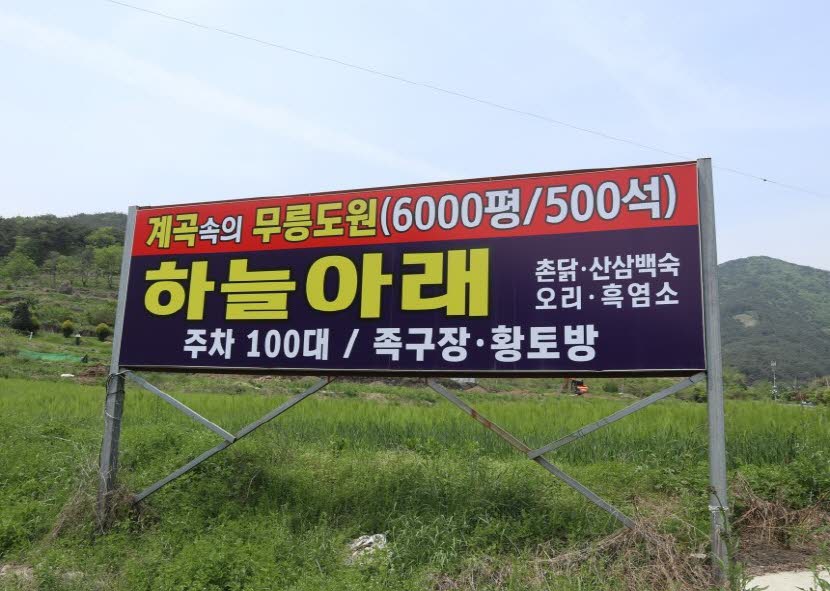 계곡속의 무릉도원(6000평/500석)
하늘아래
촌닭·산삼백숙
오리·흑염소
주차 100대 / 족구장·황토방